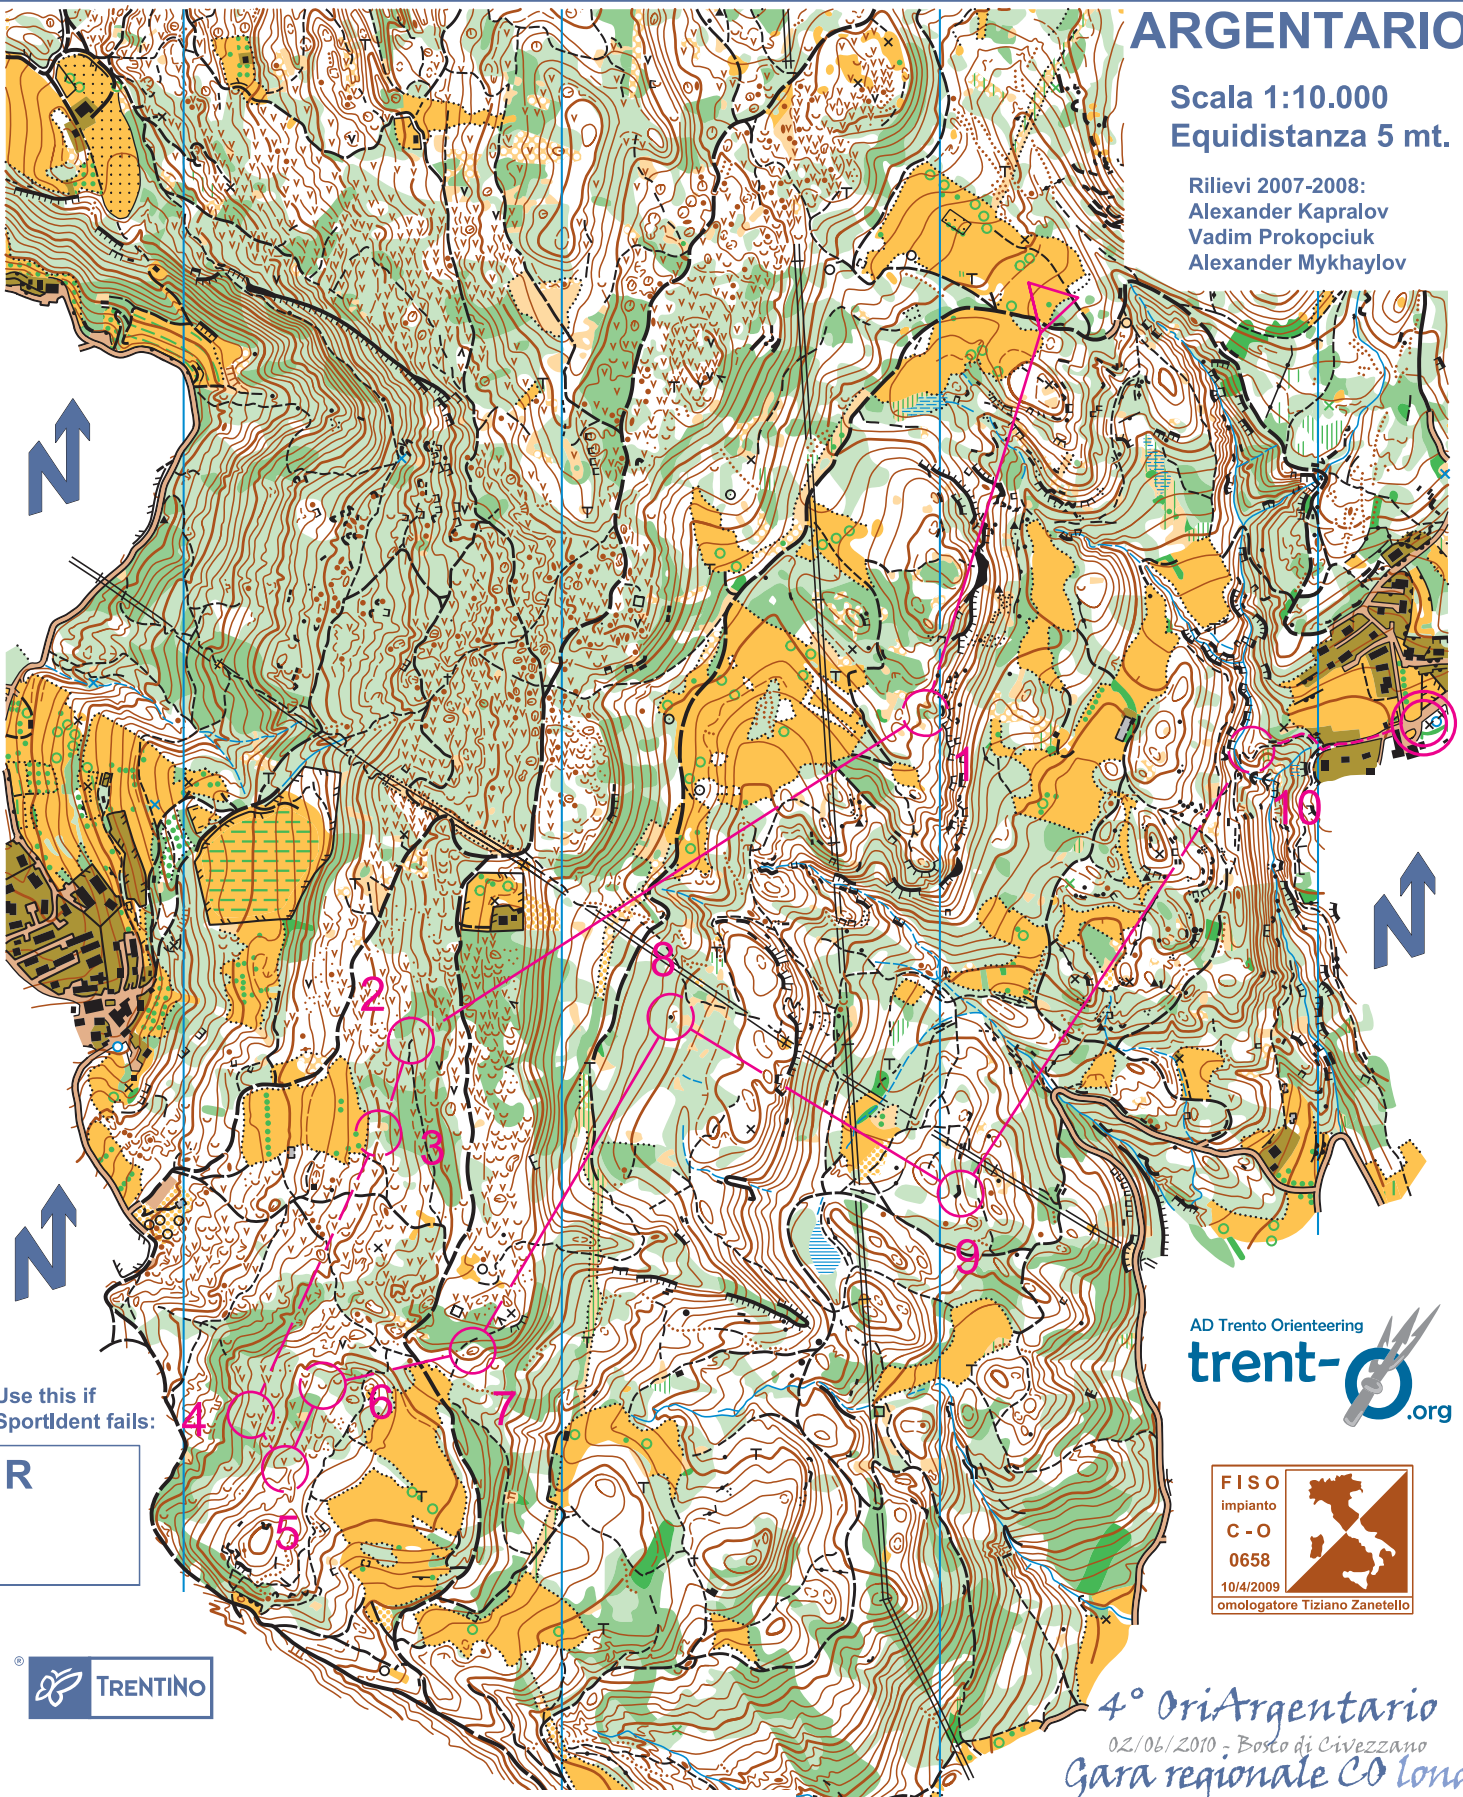 ARGENTARIO
Scala 1:10.000
Equidistanza 5 mt.
Rilievi 2007-2008:
Alexander Kapralov
Vadim Prokopciuk
Alexander Mykhaylov
N
N
N
1
10
2
8
3
9
4
6
7
5
Use this if
SportIdent fails:
R
AD Trento Orienteering
trent-O
.org
FISO
impianto
C - O
0658
10/4/2009
omologatore Tiziano Zanetello
® TRENTINO
4° OriArgentario
02/06/2010 - Bosco di Civezzano
Gara regionale CO long